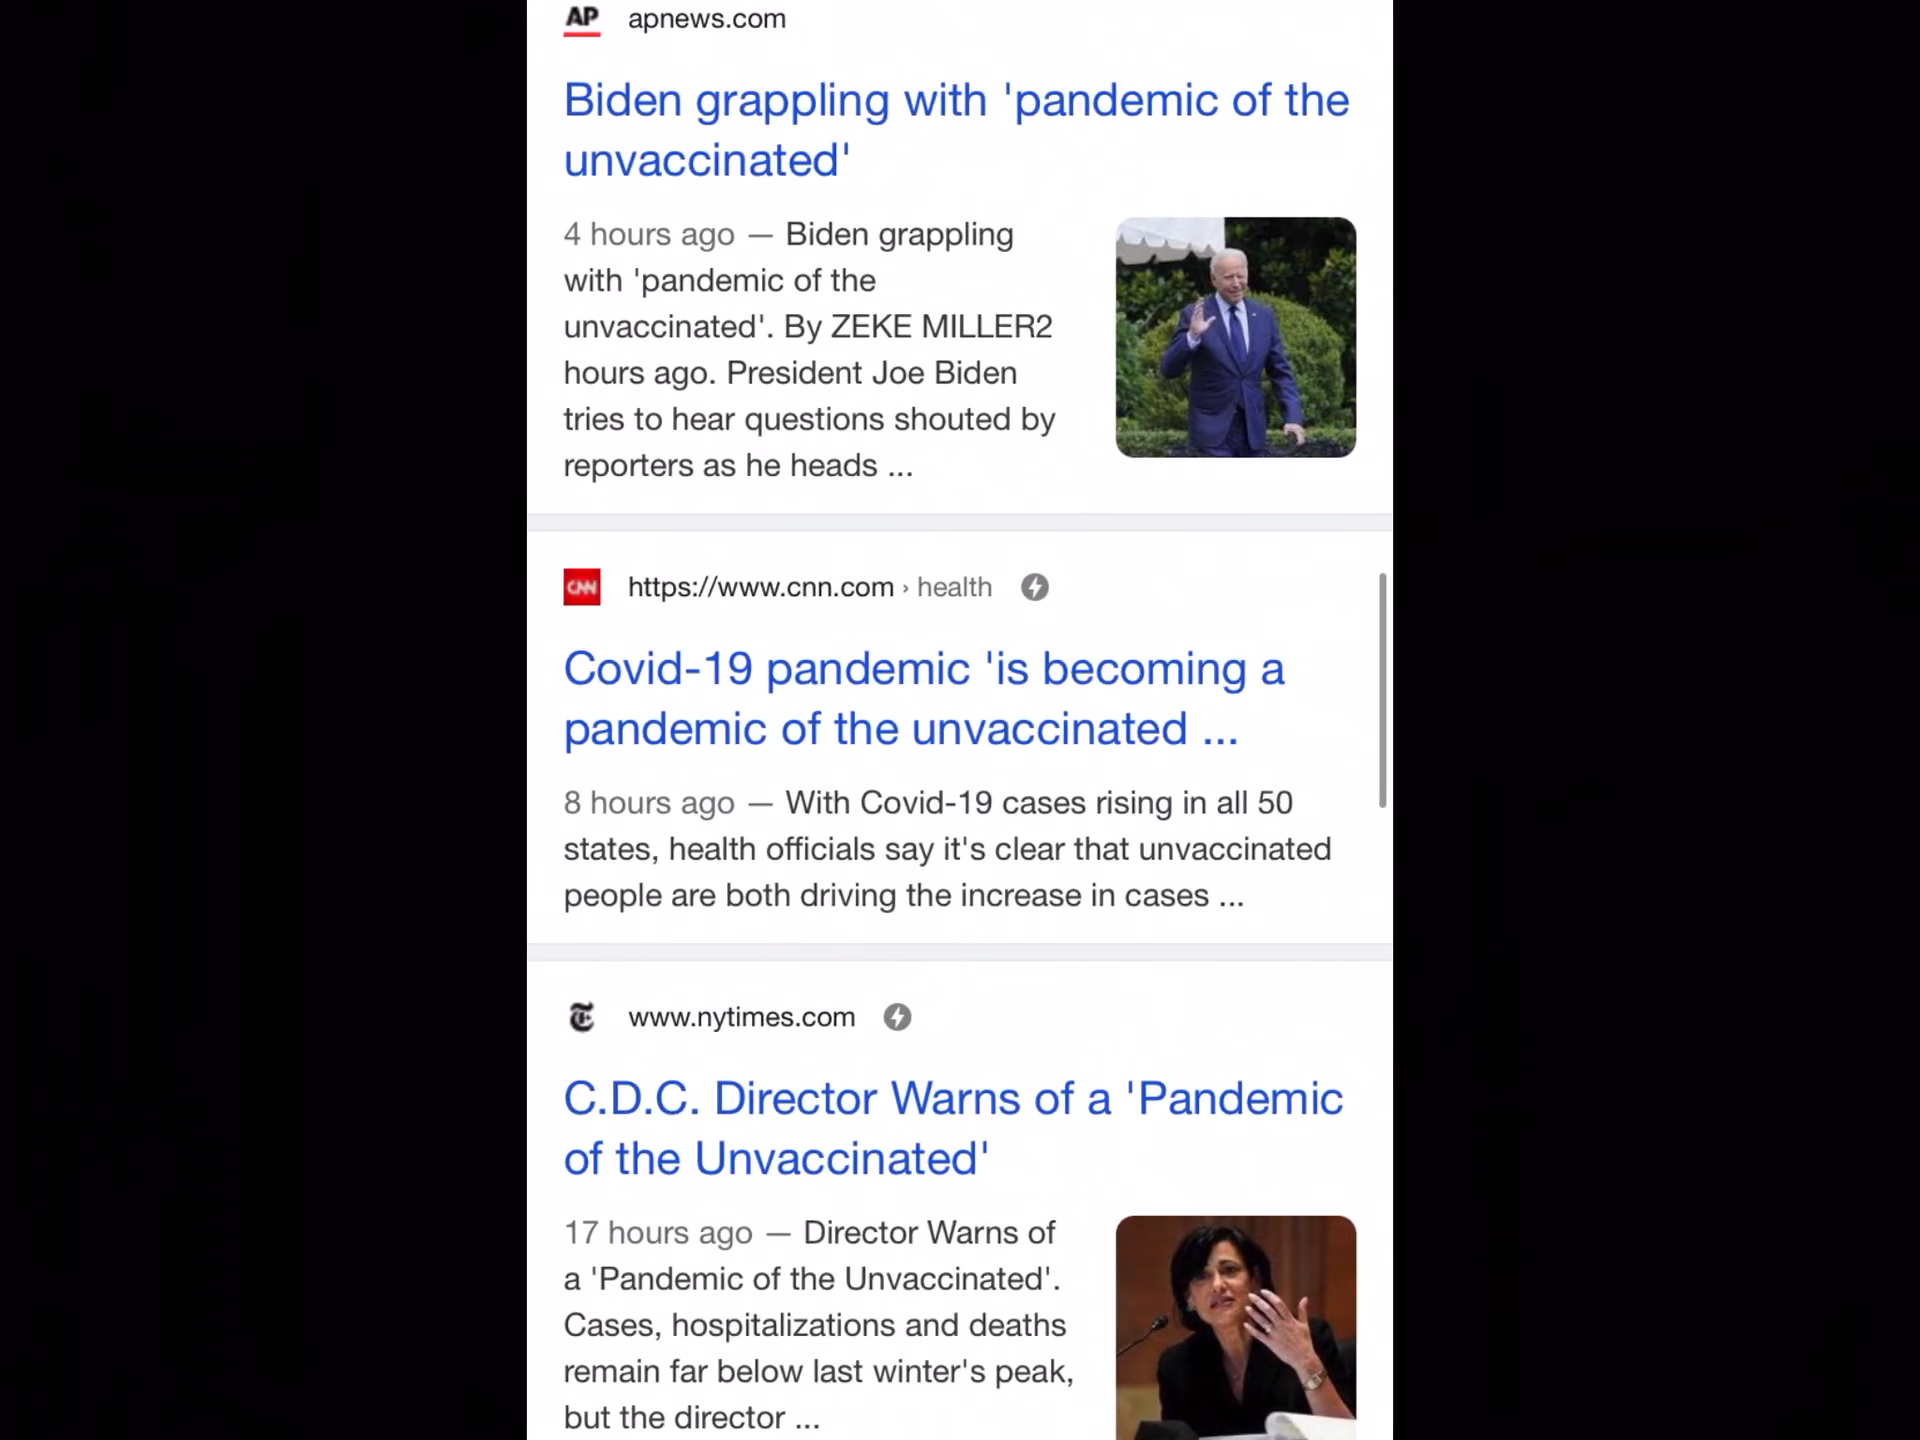 AP apnews.com
Biden grappling with 'pandemic of the
unvaccinated'
4 hours ago — Biden grappling
with 'pandemic of the
unvaccinated'. By ZEKE MILLER2
hours ago. President Joe Biden
tries to hear questions shouted by
reporters as he heads ...
CNN https://www.cnn.com › health
Covid-19 pandemic 'is becoming a
pandemic of the unvaccinated ...
8 hours ago — With Covid-19 cases rising in all 50
states, health officials say it's clear that unvaccinated
people are both driving the increase in cases ...
T www.nytimes.com
C.D.C. Director Warns of a 'Pandemic
of the Unvaccinated'
17 hours ago — Director Warns of
a 'Pandemic of the Unvaccinated'.
Cases, hospitalizations and deaths
remain far below last winter's peak,
but the director ...